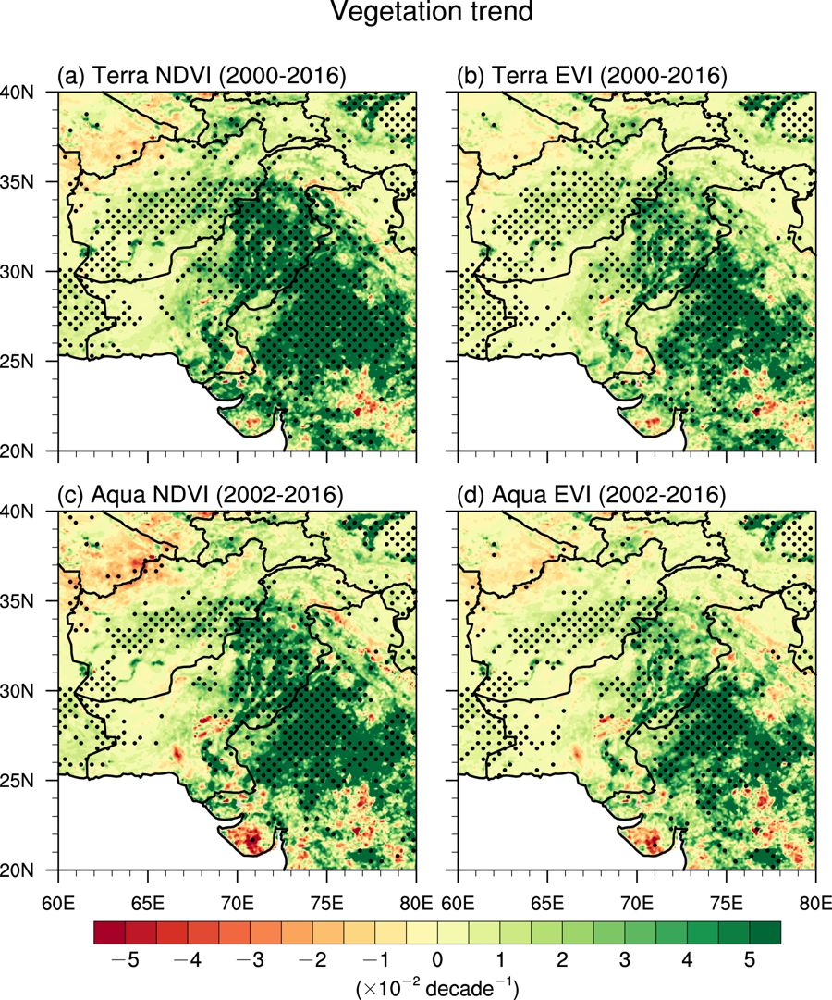 Vegetation trend
(a) Terra NDVI (2000-2016)
(b) Terra EVI (2000-2016)
40N
35N
30N
25N
20N
(c) Aqua NDVI (2002-2016)
(d) Aqua EVI (2002-2016)
40N
35N
30N
25N
20N
60E 65E 70E 75E 80E 60E 65E 70E 75E 80E
−5 −4 −3 −2 −1 0 1 2 3 4 5
(×10⁻² decade⁻¹)